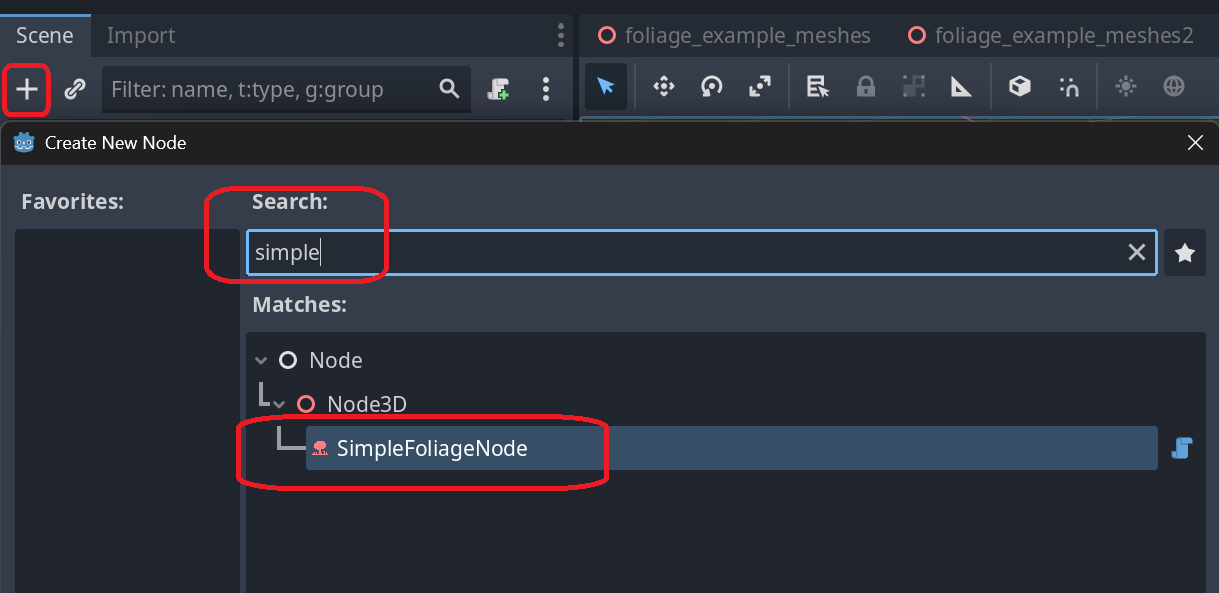 Scene Import foliage_example_meshes foliage_example_meshes2
Filter: name, t:type, g:group
Create New Node
Favorites: Search:
simple
Matches:
Node
Node3D
SimpleFoliageNode